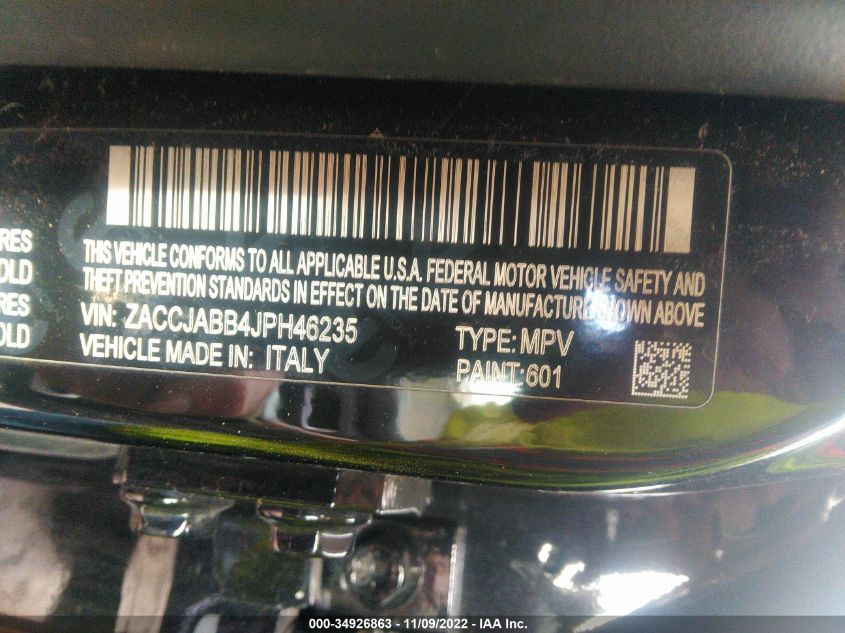 RES
OLD
RES
OLD
THIS VEHICLE CONFORMS TO ALL APPLICABLE U.S.A. FEDERAL MOTOR VEHICLE SAFETY AND
THEFT PREVENTION STANDARDS IN EFFECT ON THE DATE OF MANUFACTURE SHOWN ABOVE
VIN: ZACCJABB4JPH46235
TYPE: MPV
VEHICLE MADE IN: ITALY
PAINT: 601
000-34926863 - 11/09/2022 - IAA Inc.